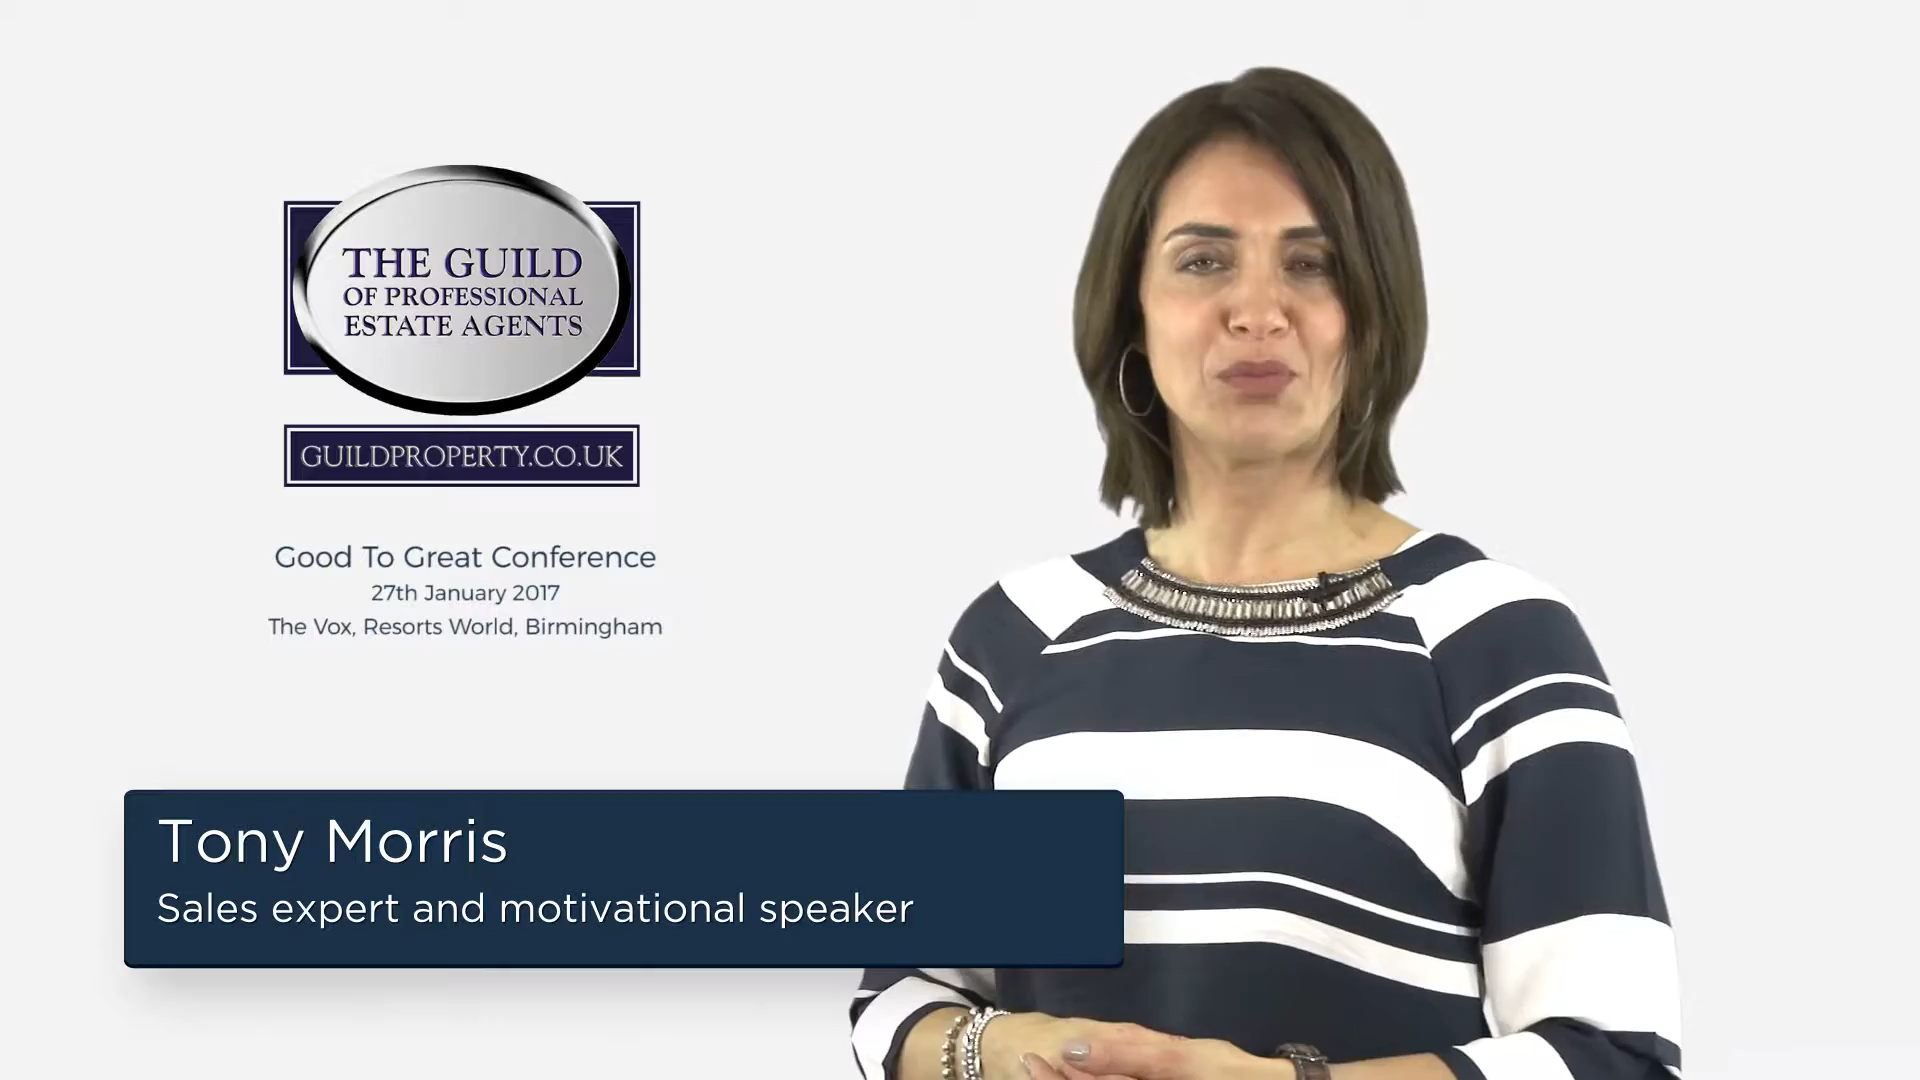 THE GUILD
OF PROFESSIONAL
ESTATE AGENTS
GUILDPROPERTY.CO.UK
Good To Great Conference
27th January 2017
The Vox, Resorts World, Birmingham
Tony Morris
Sales expert and motivational speaker